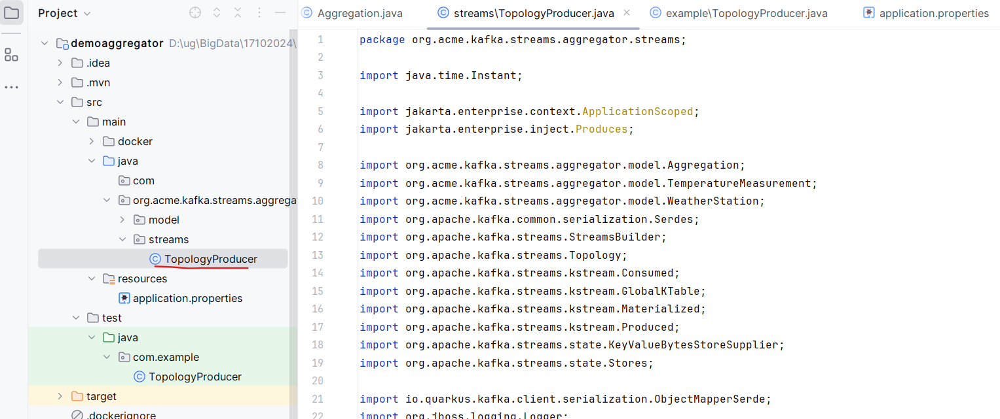 Project
demoaggregator D:\ug\BigData\17102024\
.idea
.mvn
src
main
docker
java
com
org.acme.kafka.streams.aggrega
model
streams
TopologyProducer
resources
application.properties
test
java
com.example
TopologyProducer
target
.dockerignore
Aggregation.java streams\TopologyProducer.java example\TopologyProducer.java application.properties
1 package org.acme.kafka.streams.aggregator.streams;
2
3 import java.time.Instant;
4
5 import jakarta.enterprise.context.ApplicationScoped;
6 import jakarta.enterprise.inject.Produces;
7
8 import org.acme.kafka.streams.aggregator.model.Aggregation;
9 import org.acme.kafka.streams.aggregator.model.TemperatureMeasurement;
10 import org.acme.kafka.streams.aggregator.model.WeatherStation;
11 import org.apache.kafka.common.serialization.Serdes;
12 import org.apache.kafka.streams.StreamsBuilder;
13 import org.apache.kafka.streams.Topology;
14 import org.apache.kafka.streams.kstream.Consumed;
15 import org.apache.kafka.streams.kstream.GlobalKTable;
16 import org.apache.kafka.streams.kstream.Materialized;
17 import org.apache.kafka.streams.kstream.Produced;
18 import org.apache.kafka.streams.state.KeyValueBytesStoreSupplier;
19 import org.apache.kafka.streams.state.Stores;
20
21 import io.quarkus.kafka.client.serialization.ObjectMapperSerde;
22 import org.jboss.logging.Logger;